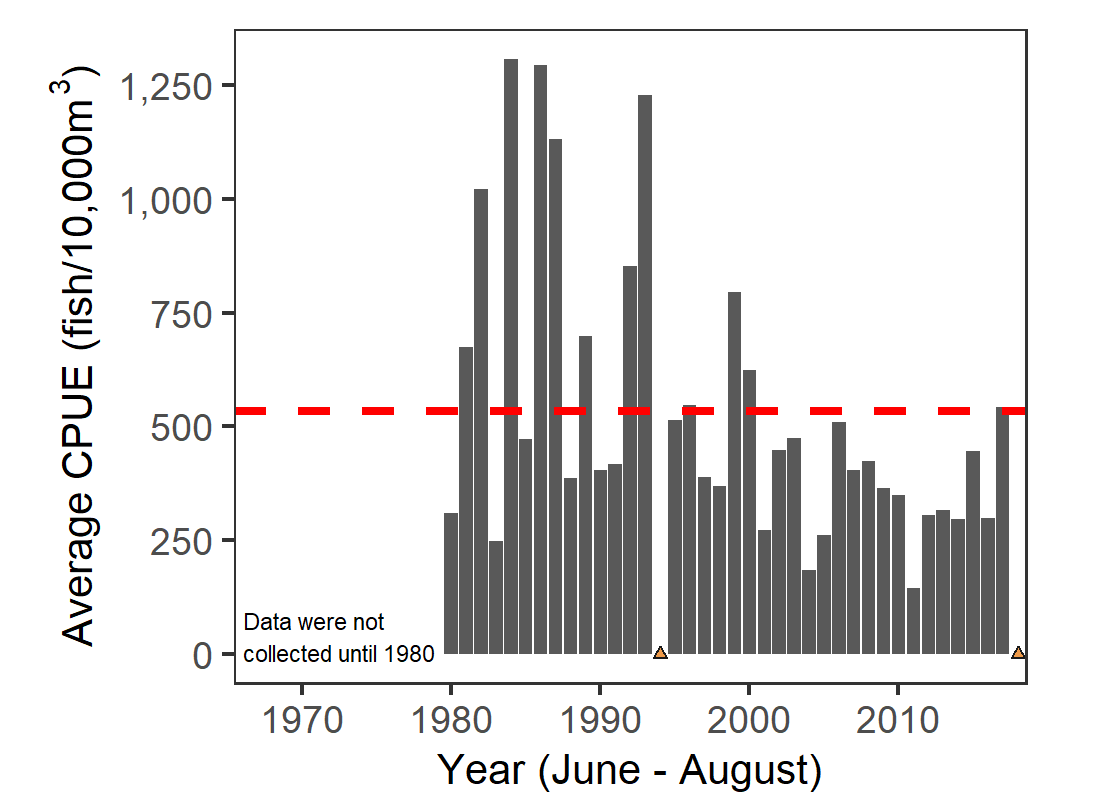 Average CPUE (fish/10,000m³)
1,250
1,000
750
500
250
0
Data were not
collected until 1980
1970 1980 1990 2000 2010
Year (June - August)